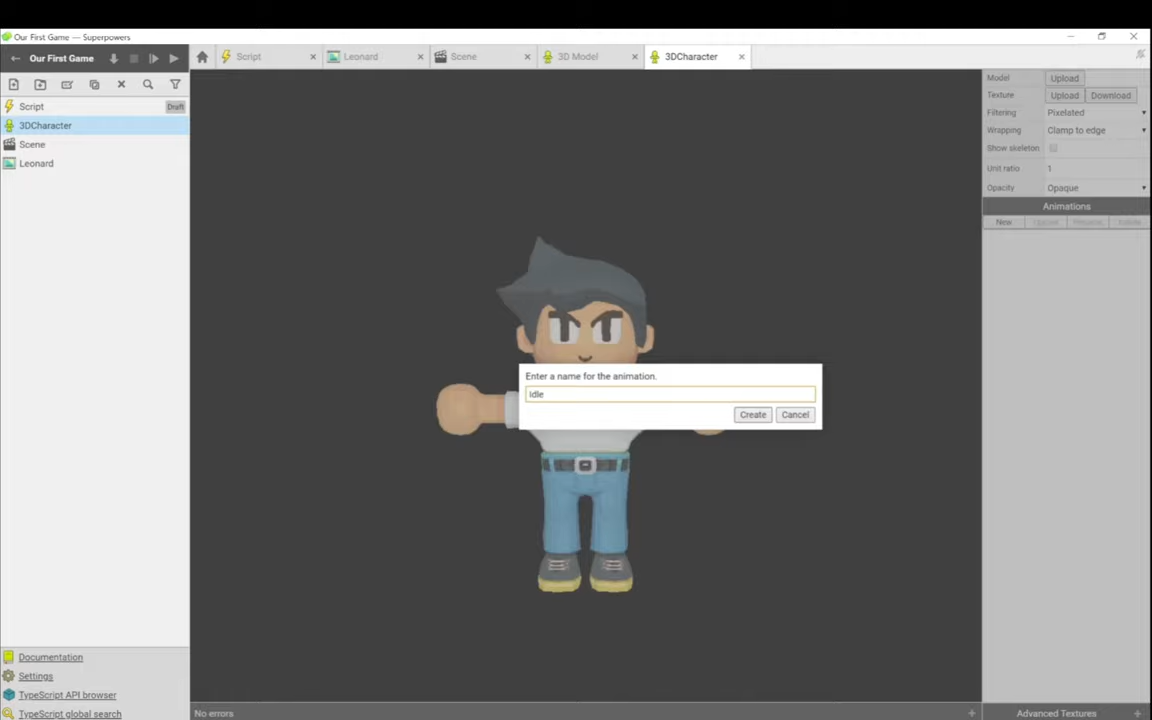 Our First Game — Superpowers
Our First Game
Script
Leonard
Scene
3D Model
3DCharacter
Script
Draft
3DCharacter
Scene
Leonard
Model
Upload
Texture
Upload
Download
Filtering
Pixelated
Wrapping
Clamp to edge
Show skeleton
Unit ratio
1
Opacity
Opaque
Animations
New
Enter a name for the animation.
Idle
Create
Cancel
Documentation
Settings
TypeScript API browser
TypeScript global search
No errors
Advanced Textures